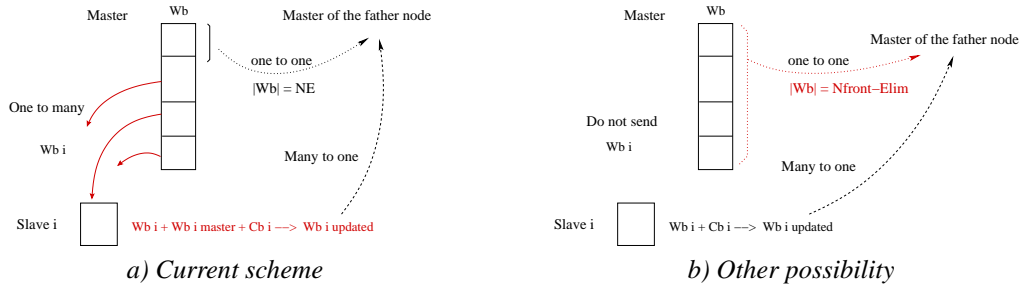 Master
Wb
Master of the father node
one to one
|Wb| = NE
One to many
Wb i
Many to one
Slave i
Wb i + Wb i master + Cb i −−> Wb i updated
a) Current scheme
Master
Wb
Master of the father node
one to one
|Wb| = Nfront−Elim
Do not send
Wb i
Many to one
Slave i
Wb i + Cb i −−> Wb i updated
b) Other possibility